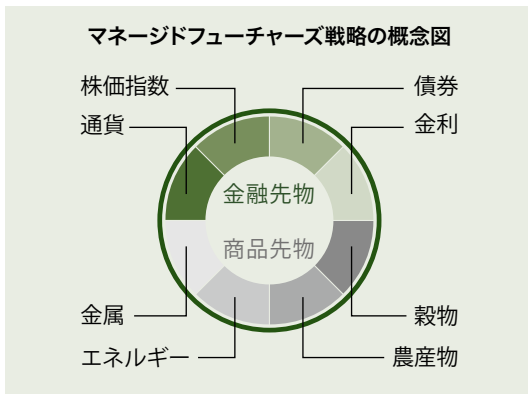 マネージドフューチャーズ戦略の概念図
株価指数
債券
通貨
金利
金融先物
商品先物
金属
穀物
エネルギー
農産物